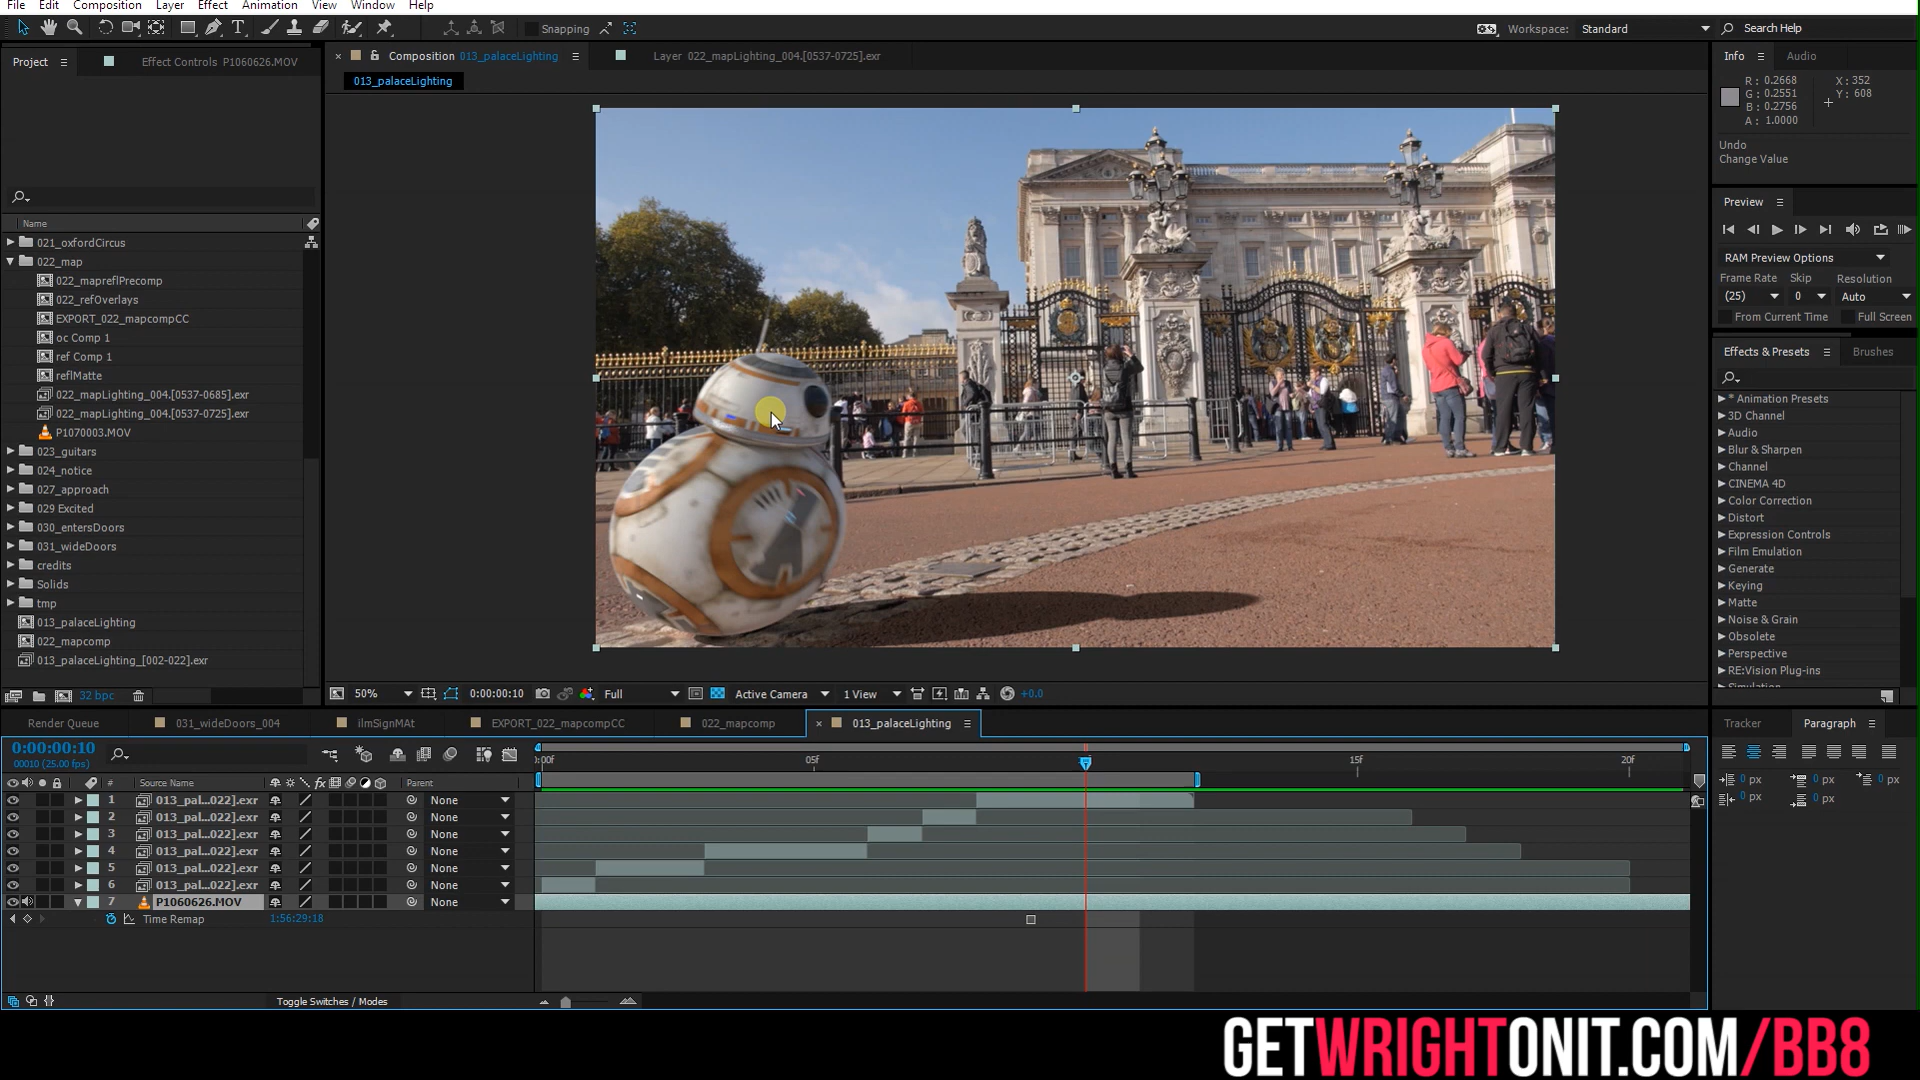 File Edit Composition Layer Effect Animation View Window Help
Snapping
Workspace: Standard
Search Help
Project
Effect Controls P1060626.MOV
Composition 013_palaceLighting
Layer 022_mapLighting_004.[0537-0725].exr
013_palaceLighting
Name
021_oxfordCircus
022_map
022_mapreflPrecomp
022_refOverlays
EXPORT_022_mapcompCC
oc Comp 1
ref Comp 1
reflMatte
022_mapLighting_004.[0537-0685].exr
022_mapLighting_004.[0537-0725].exr
P1070003.MOV
023_guitars
024_notice
027_approach
029 Excited
030_entersDoors
031_wideDoors
credits
Solids
tmp
013_palaceLighting
022_mapcomp
013_palaceLighting_[002-022].exr
32 bpc
50%
0:00:00:10
Full
Active Camera
1 View
+0.0
Info Audio
R: 0.2668
G: 0.2551
B: 0.2756
A: 1.0000
X: 352
Y: 608
Undo
Change Value
Preview
RAM Preview Options
Frame Rate Skip Resolution
(25) 0 Auto
From Current Time Full Screen
Effects & Presets Brushes
* Animation Presets
3D Channel
Audio
Blur & Sharpen
Channel
CINEMA 4D
Color Correction
Distort
Expression Controls
Film Emulation
Generate
Keying
Matte
Noise & Grain
Obsolete
Perspective
RE:Vision Plug-ins
Simulation
Render Queue 031_wideDoors_004 ilmSignMAt EXPORT_022_mapcompCC 022_mapcomp 013_palaceLighting
0:00:00:10
00010 (25.00 fps)
# Source Name Parent
:00f 05f 15f 20f
1 013_pal...022].exr None
2 013_pal...022].exr None
3 013_pal...022].exr None
4 013_pal...022].exr None
5 013_pal...022].exr None
6 013_pal...022].exr None
7 P1060626.MOV None
Time Remap 1:56:29:18
Toggle Switches / Modes
Tracker Paragraph
0 px 0 px 0 px
0 px 0 px
GETWRIGHTONIT.COM/BB8